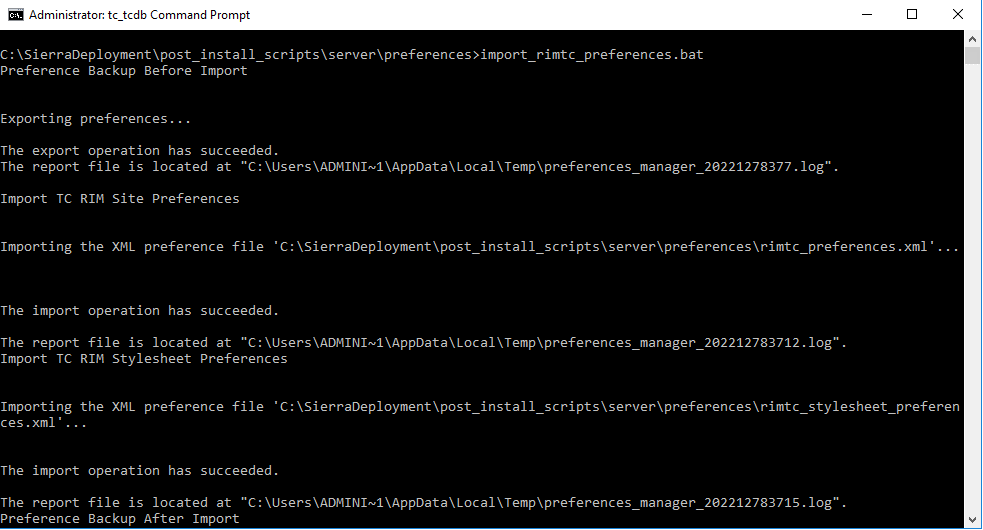 Administrator: tc_tcdb Command Prompt
C:\SierraDeployment\post_install_scripts\server\preferences>import_rimtc_preferences.bat
Preference Backup Before Import
Exporting preferences...
The export operation has succeeded.
The report file is located at "C:\Users\ADMINI~1\AppData\Local\Temp\preferences_manager_20221278377.log".
Import TC RIM Site Preferences
Importing the XML preference file 'C:\SierraDeployment\post_install_scripts\server\preferences\rimtc_preferences.xml'...
The import operation has succeeded.
The report file is located at "C:\Users\ADMINI~1\AppData\Local\Temp\preferences_manager_202212783712.log".
Import TC RIM Stylesheet Preferences
Importing the XML preference file 'C:\SierraDeployment\post_install_scripts\server\preferences\rimtc_stylesheet_preferen
ces.xml'...
The import operation has succeeded.
The report file is located at "C:\Users\ADMINI~1\AppData\Local\Temp\preferences_manager_202212783715.log".
Preference Backup After Import